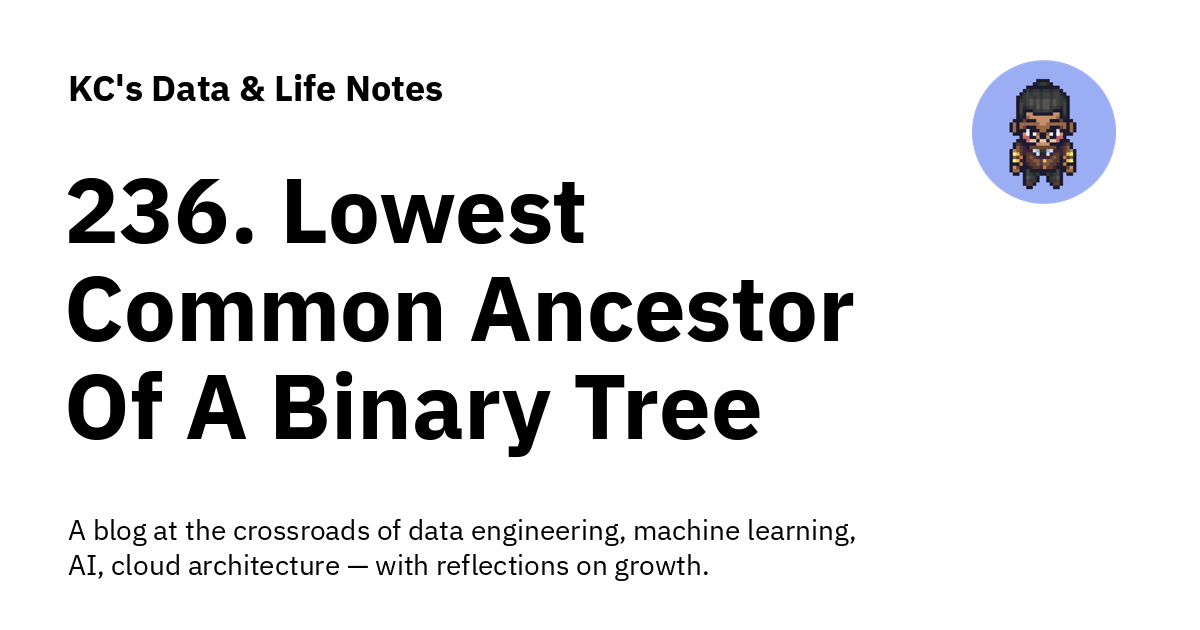 KC's Data & Life Notes
236. Lowest
Common Ancestor
Of A Binary Tree
A blog at the crossroads of data engineering, machine learning,
AI, cloud architecture — with reflections on growth.